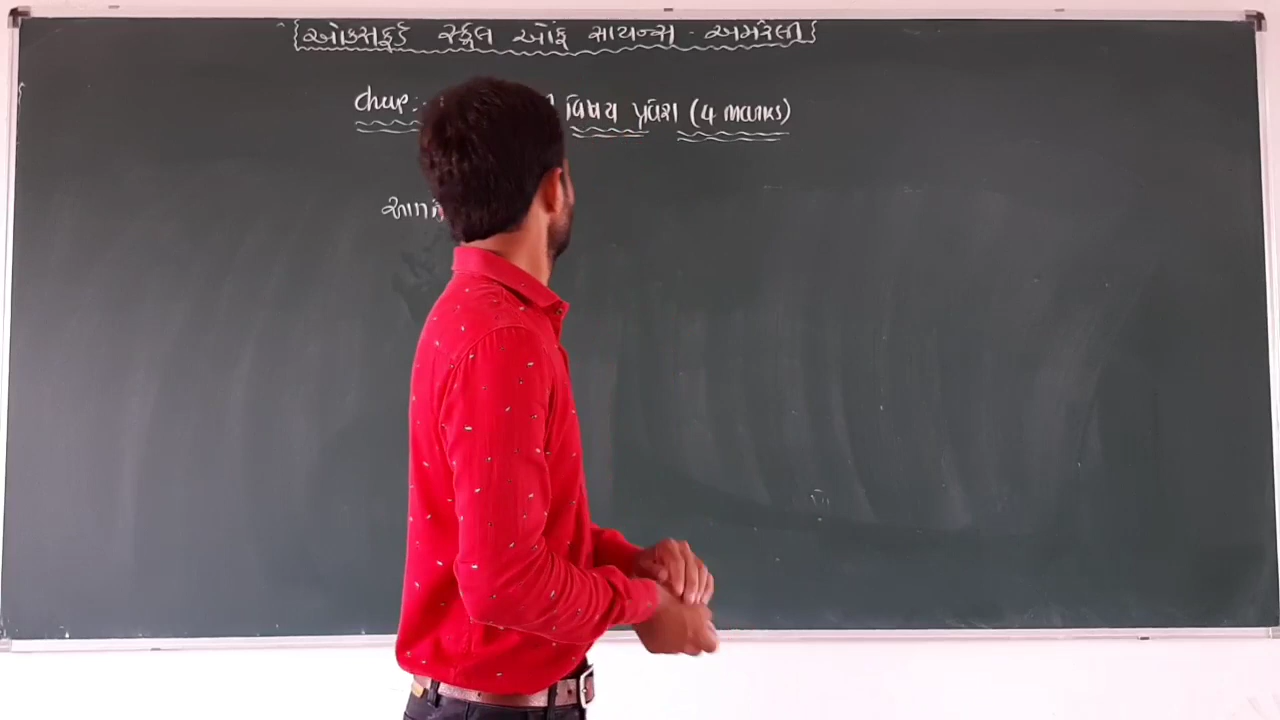 {ઓક્સફર્ડ સ્કૂલ ઓફ સાયન્સ - અમરેલી}
chap:- વિષય પ્રવેશ (4 marks)